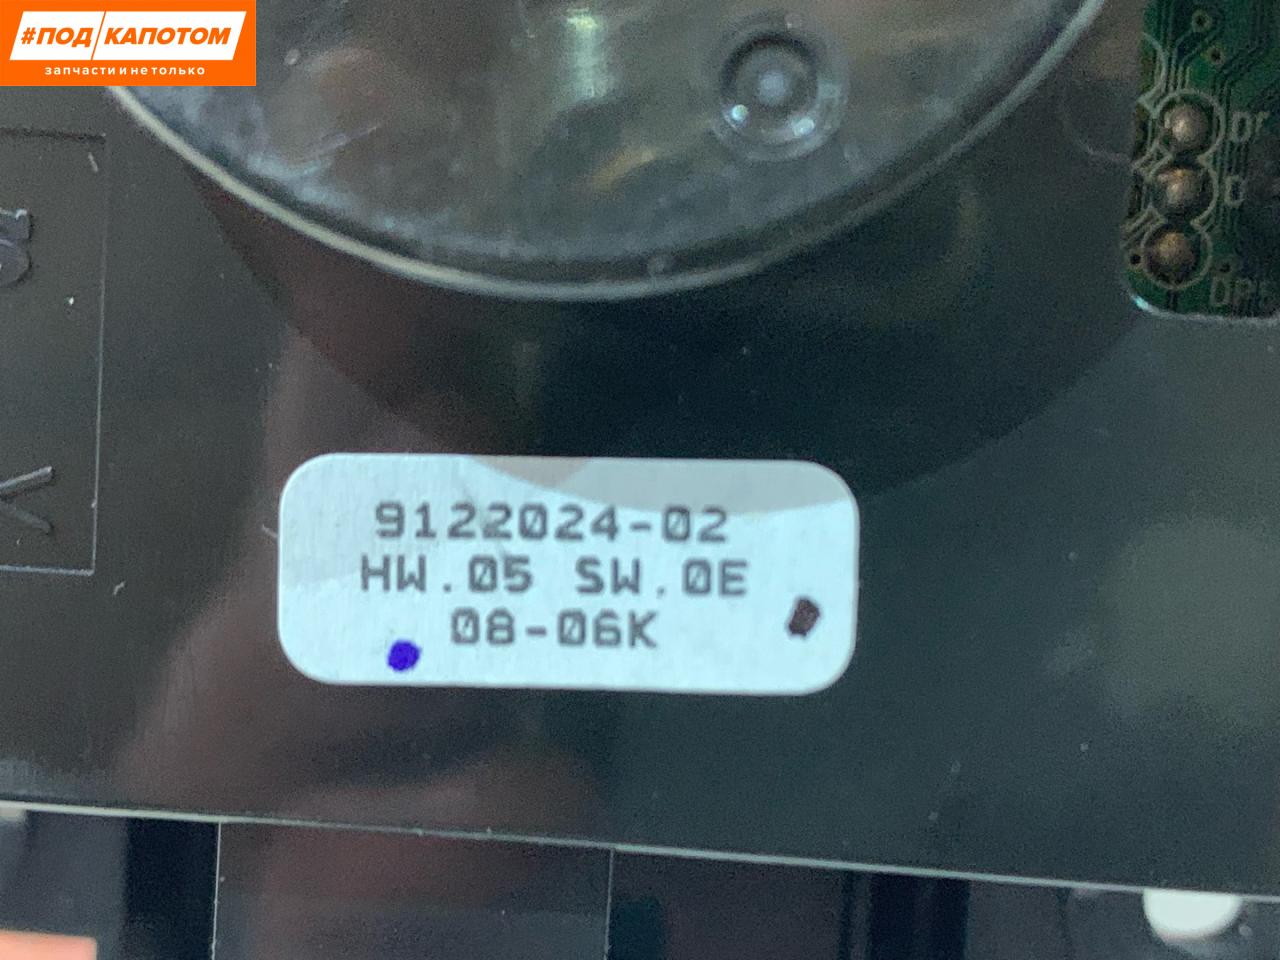 #ПОД КАПОТОМ
запчасти и не только
9122024-02
HW.05 SW.0E
08-06K